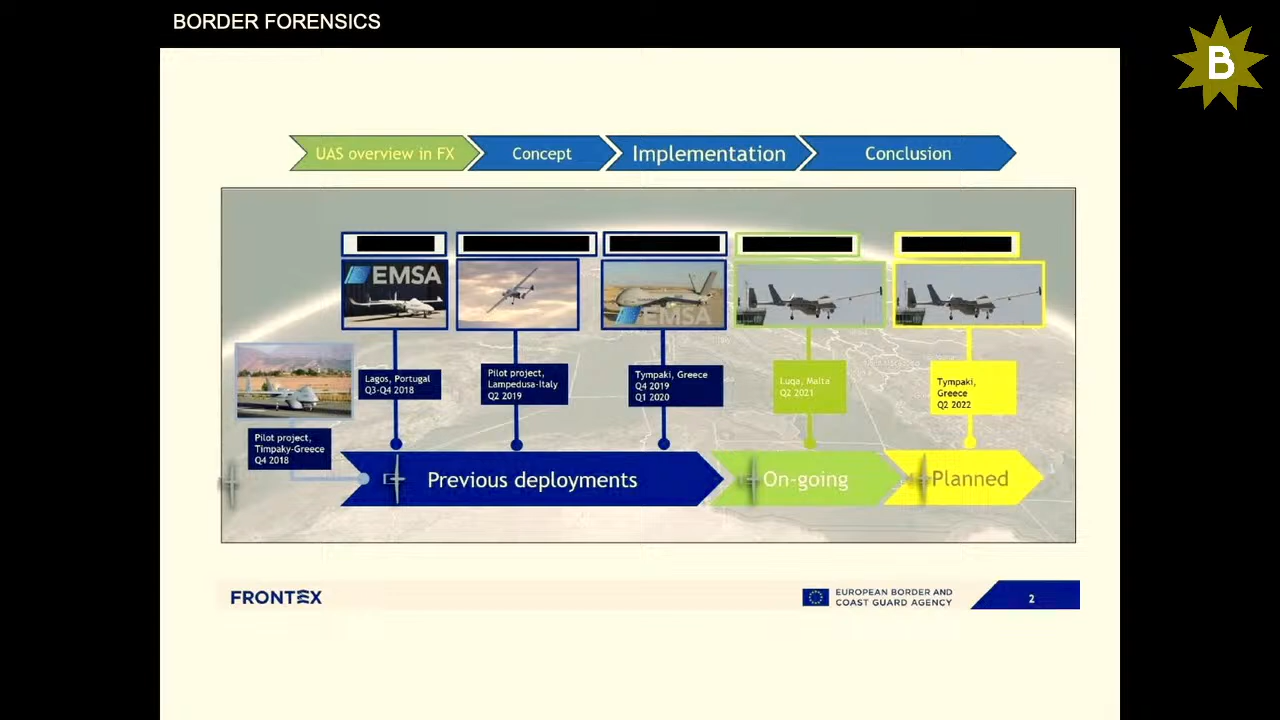 BORDER FORENSICS
B
UAS overview in FX
Concept
Implementation
Conclusion
EMSA
EMSA
Lagos, Portugal
Q3-Q4 2018
Pilot project,
Lampedusa-Italy
Q2 2019
Tympaki, Greece
Q4 2019
Q1 2020
Luqa, Malta
Q2 2021
Tympaki,
Greece
Q2 2022
Pilot project,
Timpaky-Greece
Q4 2018
Previous deployments
On-going
Planned
FRONTEX
EUROPEAN BORDER AND
COAST GUARD AGENCY
2